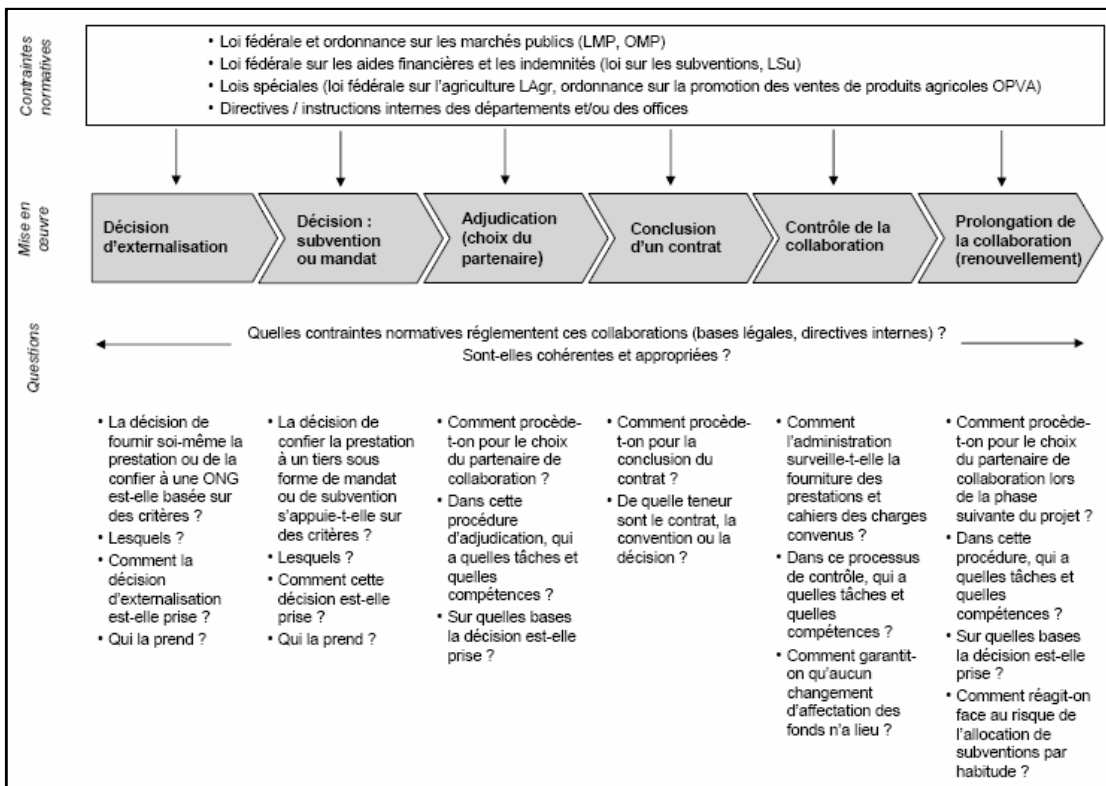 Contraintes
normatives
• Loi fédérale et ordonnance sur les marchés publics (LMP, OMP)
• Loi fédérale sur les aides financières et les indemnités (loi sur les subventions, LSu)
• Lois spéciales (loi fédérale sur l'agriculture LAgr, ordonnance sur la promotion des ventes de produits agricoles OPVA)
• Directives / instructions internes des départements et/ou des offices
Mise en
œuvre
Décision
d'externalisation
Décision :
subvention
ou mandat
Adjudication
(choix du
partenaire)
Conclusion
d'un contrat
Contrôle de la
collaboration
Prolongation de
la collaboration
(renouvellement)
Questions
Quelles contraintes normatives réglementent ces collaborations (bases légales, directives internes) ?
Sont-elles cohérentes et appropriées ?
• La décision de
fournir soi-même la
prestation ou de la
confier à une ONG
est-elle basée sur
des critères ?
• Lesquels ?
• Comment la
décision
d'externalisation
est-elle prise ?
• Qui la prend ?
• La décision de
confier la prestation
à un tiers sous
forme de mandat
ou de subvention
s'appuie-t-elle sur
des critères ?
• Lesquels ?
• Comment cette
décision est-elle
prise ?
• Qui la prend ?
• Comment procède-
t-on pour le choix
du partenaire de
collaboration ?
• Dans cette
procédure
d'adjudication, qui
a quelles tâches et
quelles
compétences ?
• Sur quelles bases
la décision est-elle
prise ?
• Comment procède-
t-on pour la
conclusion du
contrat ?
• De quelle teneur
sont le contrat, la
convention ou la
décision ?
• Comment
l'administration
surveille-t-elle la
fourniture des
prestations et
cahiers des charges
convenus ?
• Dans ce processus
de contrôle, qui a
quelles tâches et
quelles
compétences ?
• Comment garantit-
on qu'aucun
changement
d'affectation des
fonds n'a lieu ?
• Comment procède-
t-on pour le choix
du partenaire de
collaboration lors
de la phase
suivante du projet ?
• Dans cette
procédure, qui a
quelles tâches et
quelles
compétences ?
• Sur quelles bases
la décision est-elle
prise ?
• Comment réagit-on
face au risque de
l'allocation de
subventions par
habitude ?